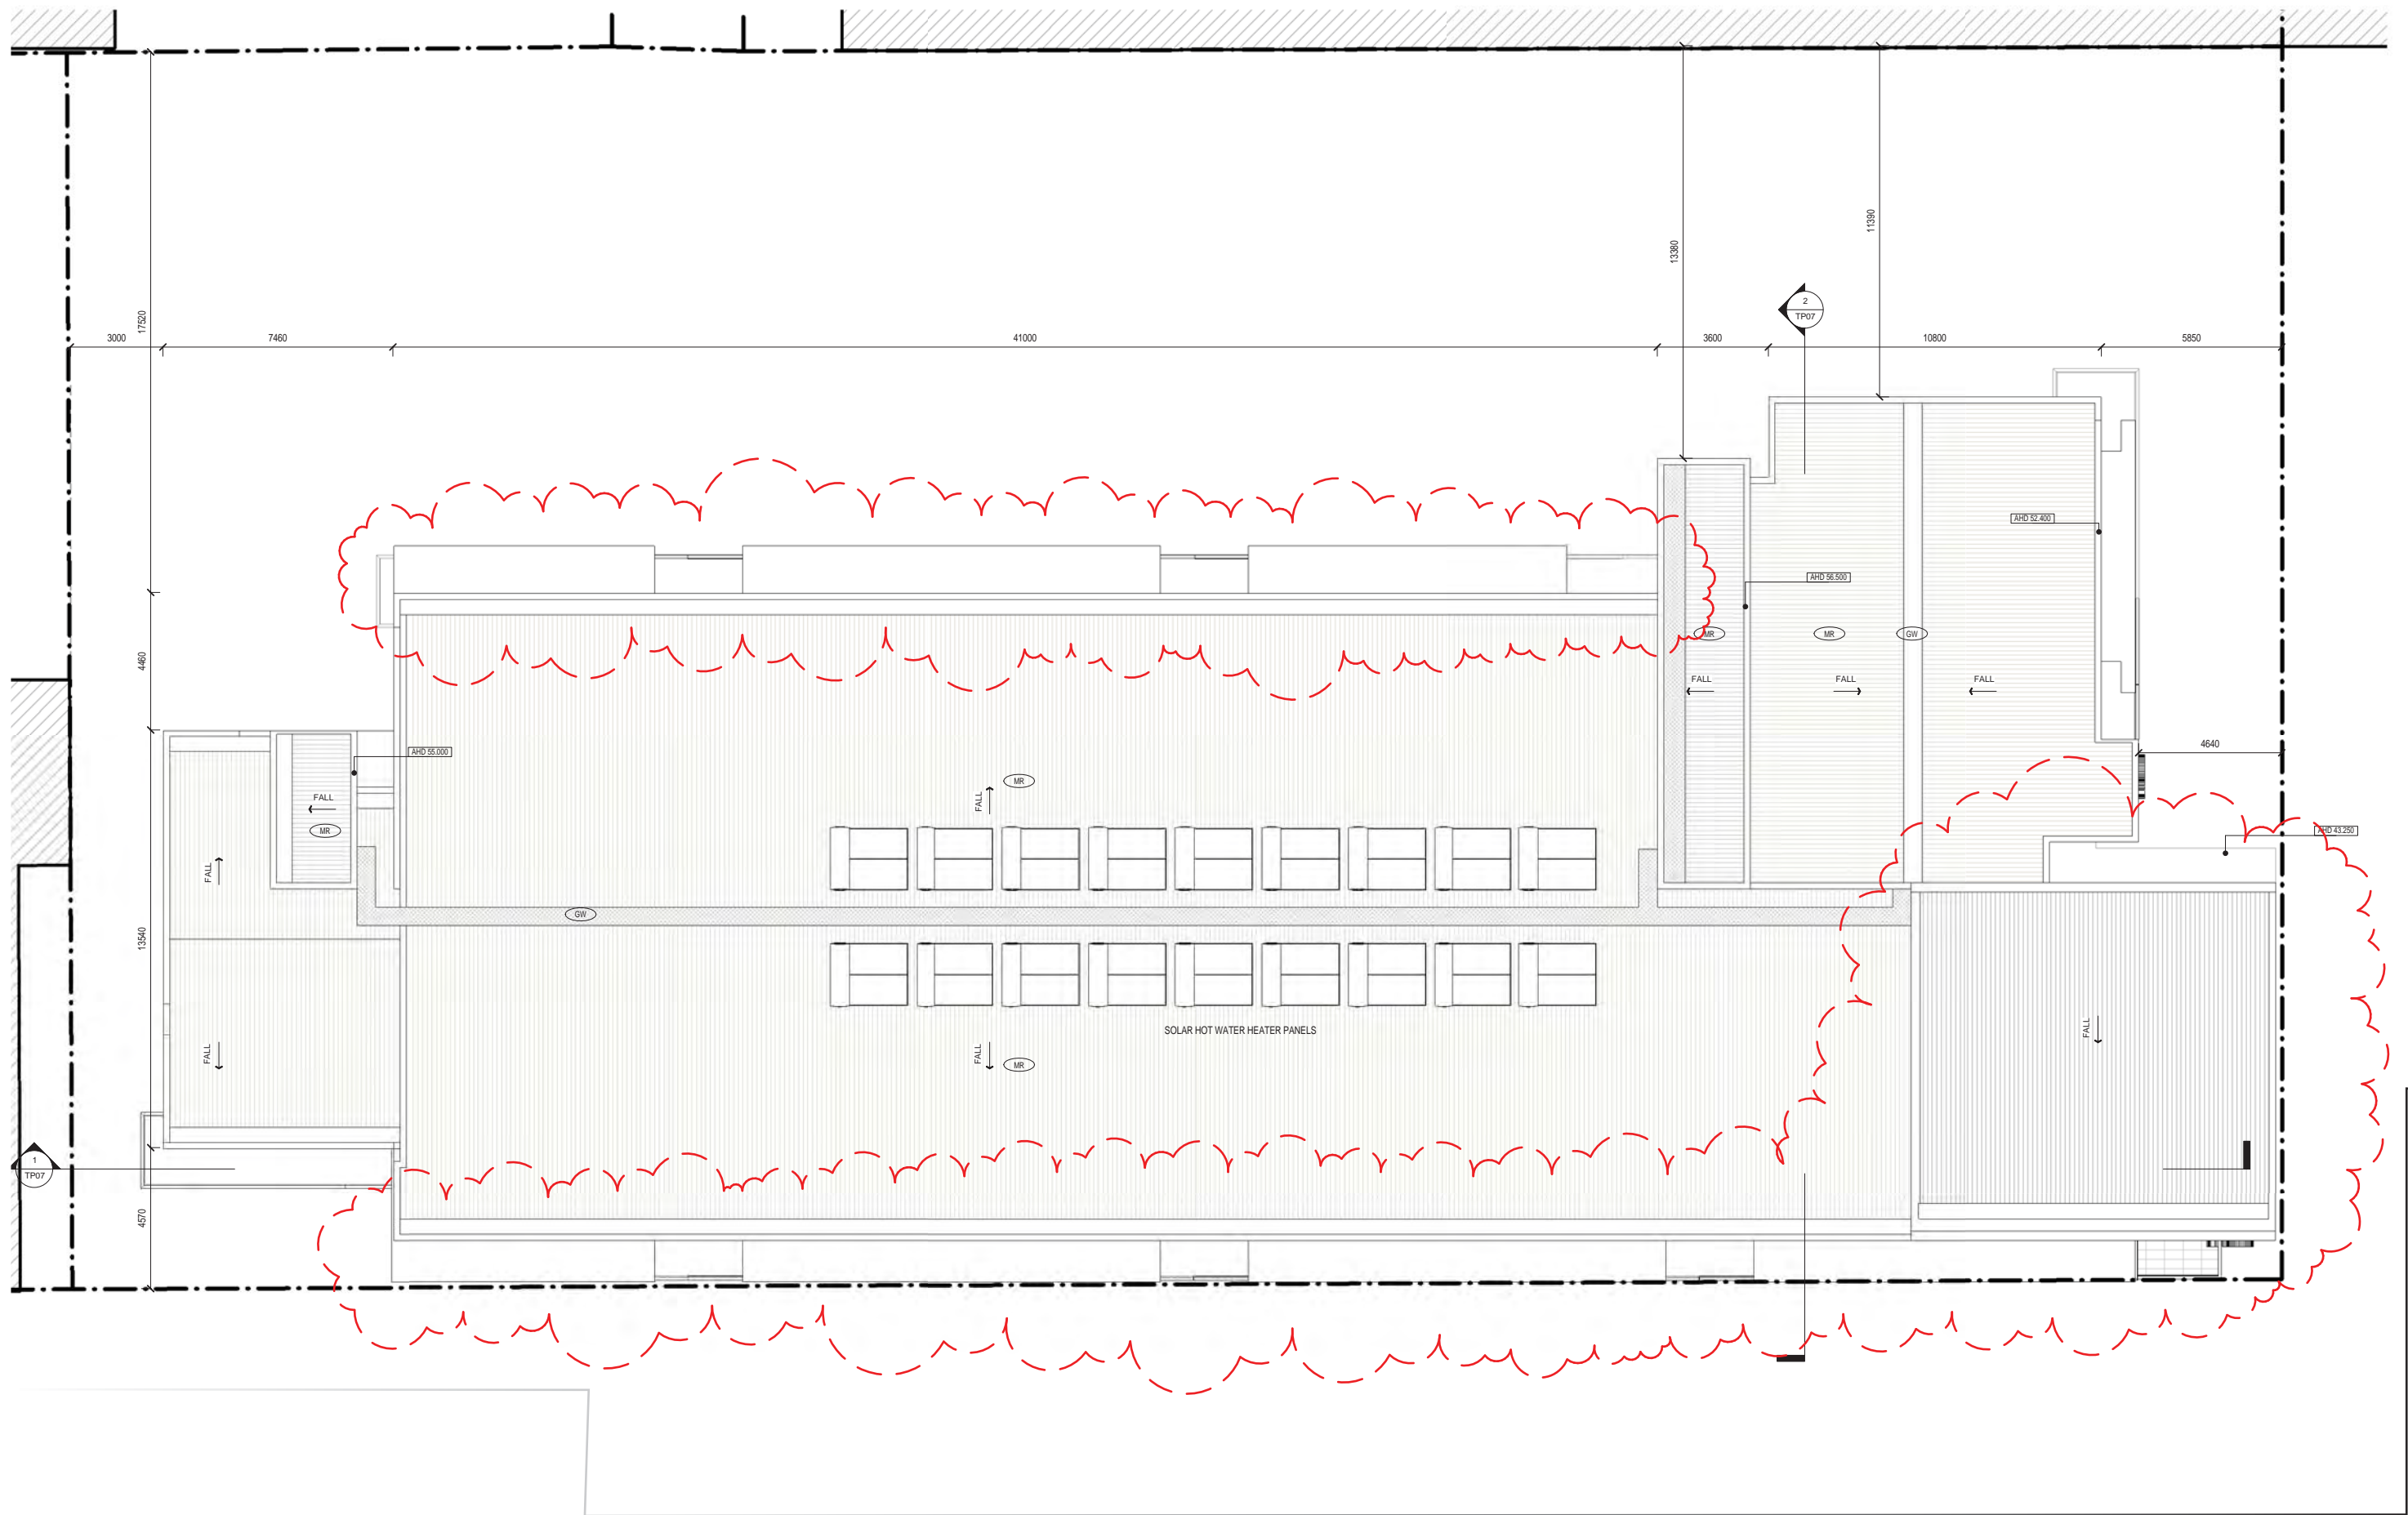 13380
11390
17520
2
TP07
3000
7460
41000
3600
10800
5850
AHD 52.400
AHD 56.500
4460
MR
MR
GW
FALL
FALL
FALL
AHD 55.000
4640
MR
FALL
FALL
MR
AHD 43.250
FALL
GW
13540
SOLAR HOT WATER HEATER PANELS
FALL
FALL
FALL
MR
1
TP07
4570